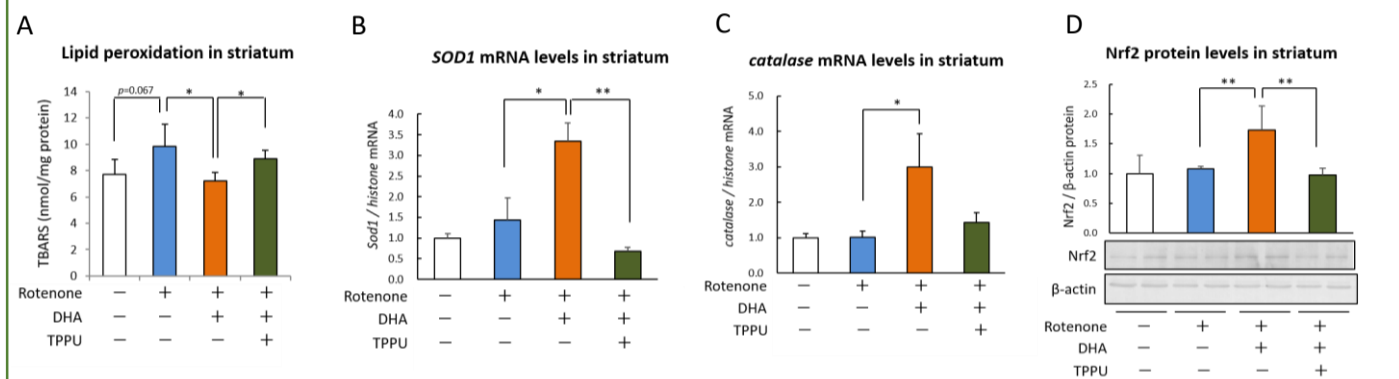 A
Lipid peroxidation in striatum
TBARS (nmol/mg protein)
14
12
10
8
6
4
2
0
p=0.067
*
*
Rotenone − + + +
DHA − − + +
TPPU − − − +
B
SOD1 mRNA levels in striatum
Sod1 / histone mRNA
4.0
3.5
3.0
2.5
2.0
1.5
1.0
0.5
0.0
*
**
Rotenone − + + +
DHA − − + +
TPPU − − − +
C
catalase mRNA levels in striatum
catalase / histone mRNA
5.0
4.0
3.0
2.0
1.0
0.0
*
Rotenone − + + +
DHA − − + +
TPPU − − − +
D
Nrf2 protein levels in striatum
Nrf2 / β-actin protein
2.5
2.0
1.5
1.0
0.5
0.0
**
**
Nrf2
β-actin
Rotenone − + + +
DHA − − + +
TPPU − − − +